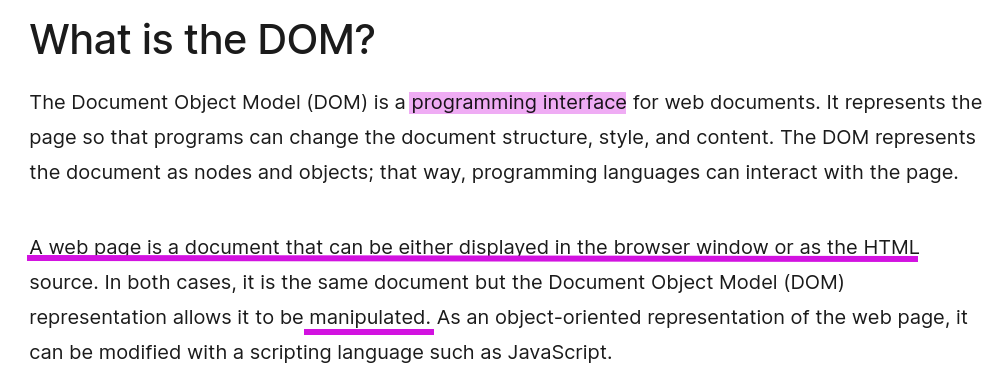 What is the DOM?
The Document Object Model (DOM) is a programming interface for web documents. It represents the
page so that programs can change the document structure, style, and content. The DOM represents
the document as nodes and objects; that way, programming languages can interact with the page.
A web page is a document that can be either displayed in the browser window or as the HTML
source. In both cases, it is the same document but the Document Object Model (DOM)
representation allows it to be manipulated. As an object-oriented representation of the web page, it
can be modified with a scripting language such as JavaScript.